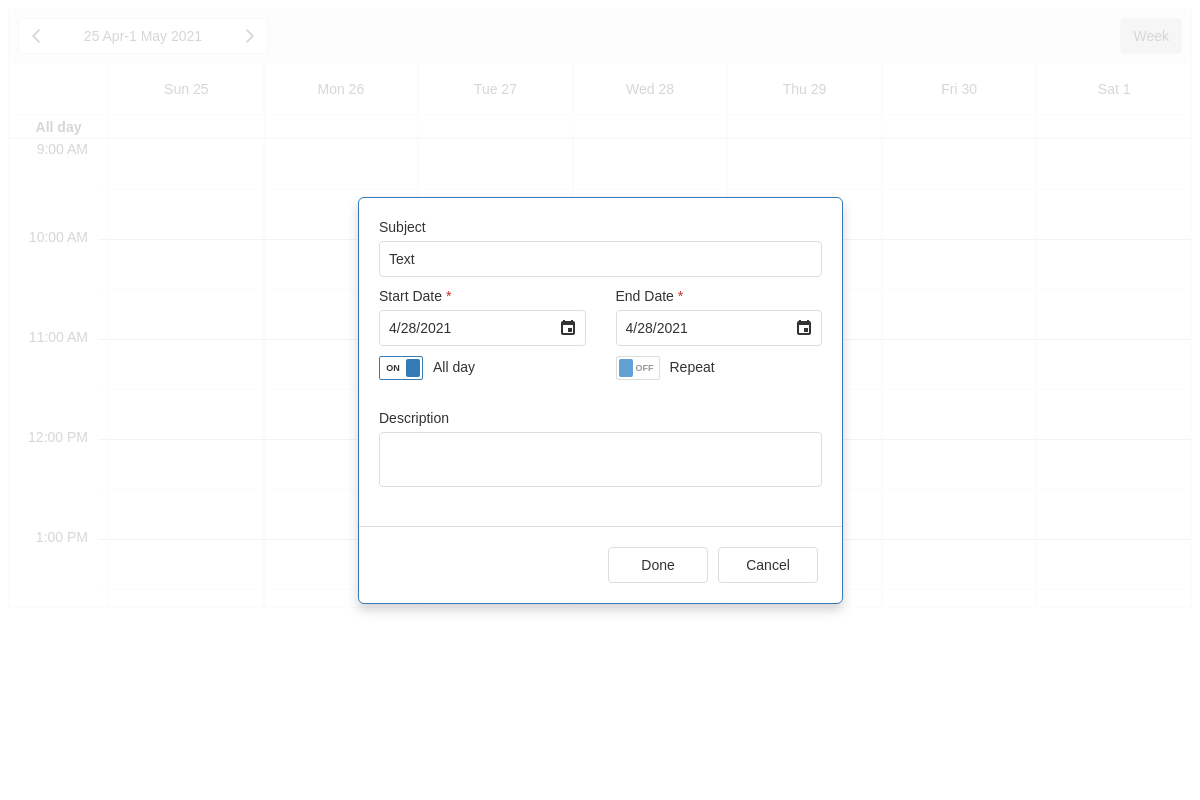 25 Apr-1 May 2021
Week
Sun 25
Mon 26
Tue 27
Wed 28
Thu 29
Fri 30
Sat 1
All day
9:00 AM
10:00 AM
11:00 AM
12:00 PM
1:00 PM
Subject
Text
Start Date *
End Date *
4/28/2021
4/28/2021
ON
All day
OFF
Repeat
Description
Done
Cancel